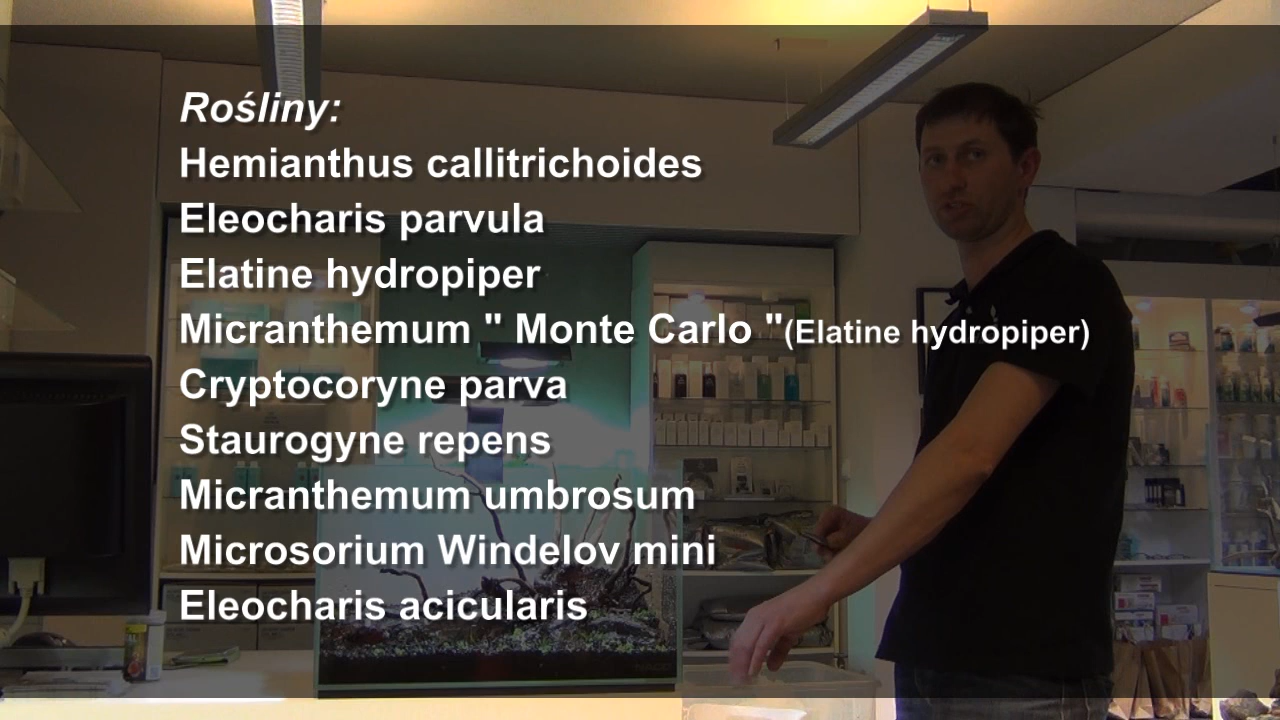 Rośliny:
Hemianthus callitrichoides
Eleocharis parvula
Elatine hydropiper
Micranthemum " Monte Carlo "(Elatine hydropiper)
Cryptocoryne parva
Staurogyne repens
Micranthemum umbrosum
Microsorium Windelov mini
Eleocharis acicularis